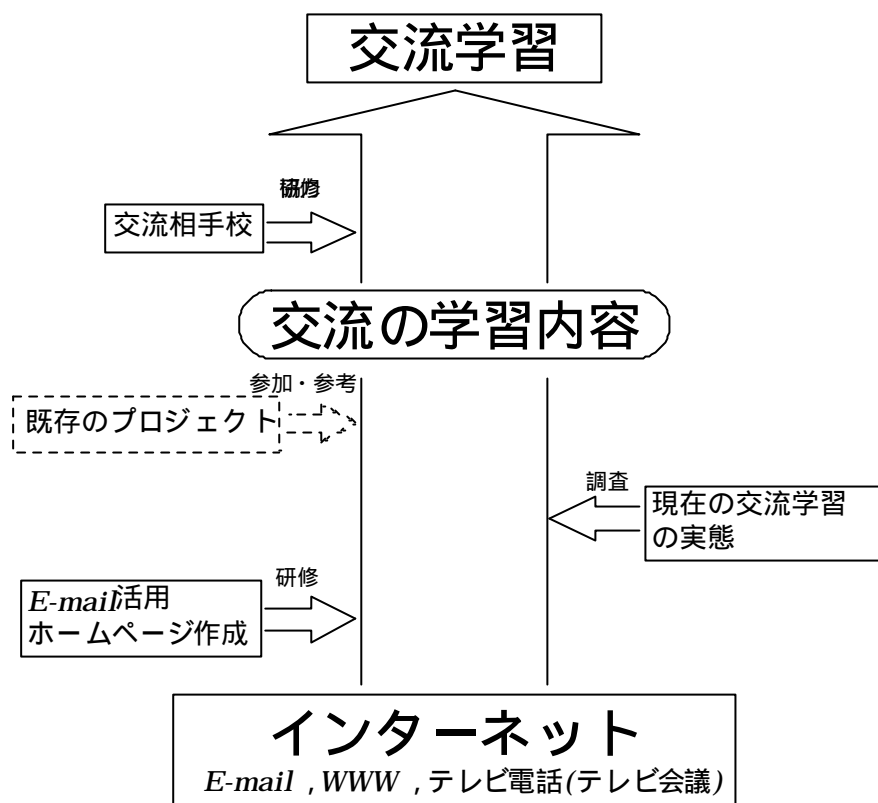 交流学習
交流相手校
交流の学習内容
参加・参考
既存のプロジェクト
調査
現在の交流学習
の実態
研修
E-mail活用
ホームページ作成
インターネット
E-mail , WWW , テレビ電話(テレビ会議)